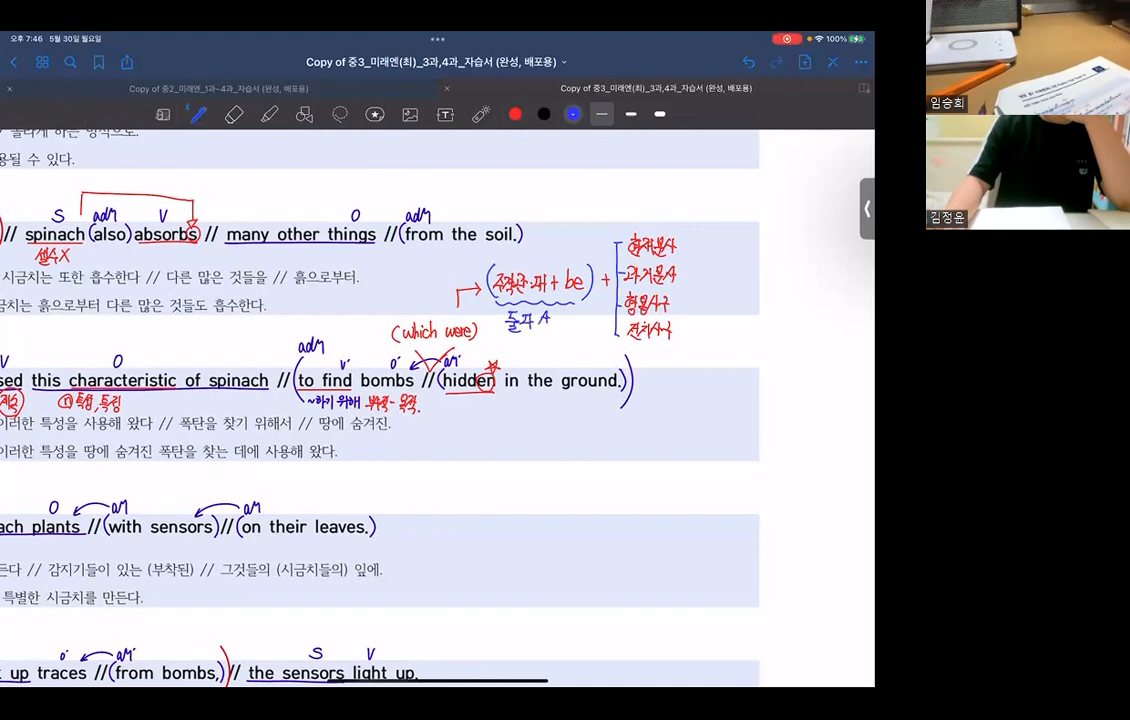 오후 7:46 5월 30일 월요일
100%
Copy of 중3_미래엔(최)_3과,4과_자습서 (완성, 배포용)
Copy of 중2_미래엔_1과~4과_자습서 (완성, 배포용)
Copy of 중3_미래엔(최)_3과,4과_자습서 (완성, 배포용)
임승희
김정윤
용될 수 있다.
S adv V O adv
// spinach (also) absorbs // many other things // (from the soil.)
셀수X
시금치는 또한 흡수한다 // 다른 많은 것들을 // 흙으로부터.
금치는 흙으로부터 다른 많은 것들도 흡수한다.
(주격관.대 + be) +
현재분사
과거분사
형용사구
전치사구
둘다
(which were)
V O adv v' o'
sed this characteristic of spinach // (to find bombs // (hidden in the ground.))
ⓝ 특성, 특징
~하기 위해 부사적- 목적.
이러한 특성을 사용해 왔다 // 폭탄을 찾기 위해서 // 땅에 숨겨진.
이러한 특성을 땅에 숨겨진 폭탄을 찾는 데에 사용해 왔다.
O
ach plants // (with sensors) // (on their leaves.)
든다 // 감지기들이 있는 (부착된) // 그것들의 (시금치들의) 잎에.
특별한 시금치를 만든다.
o' S V
k up traces // (from bombs,) // the sensors light up.